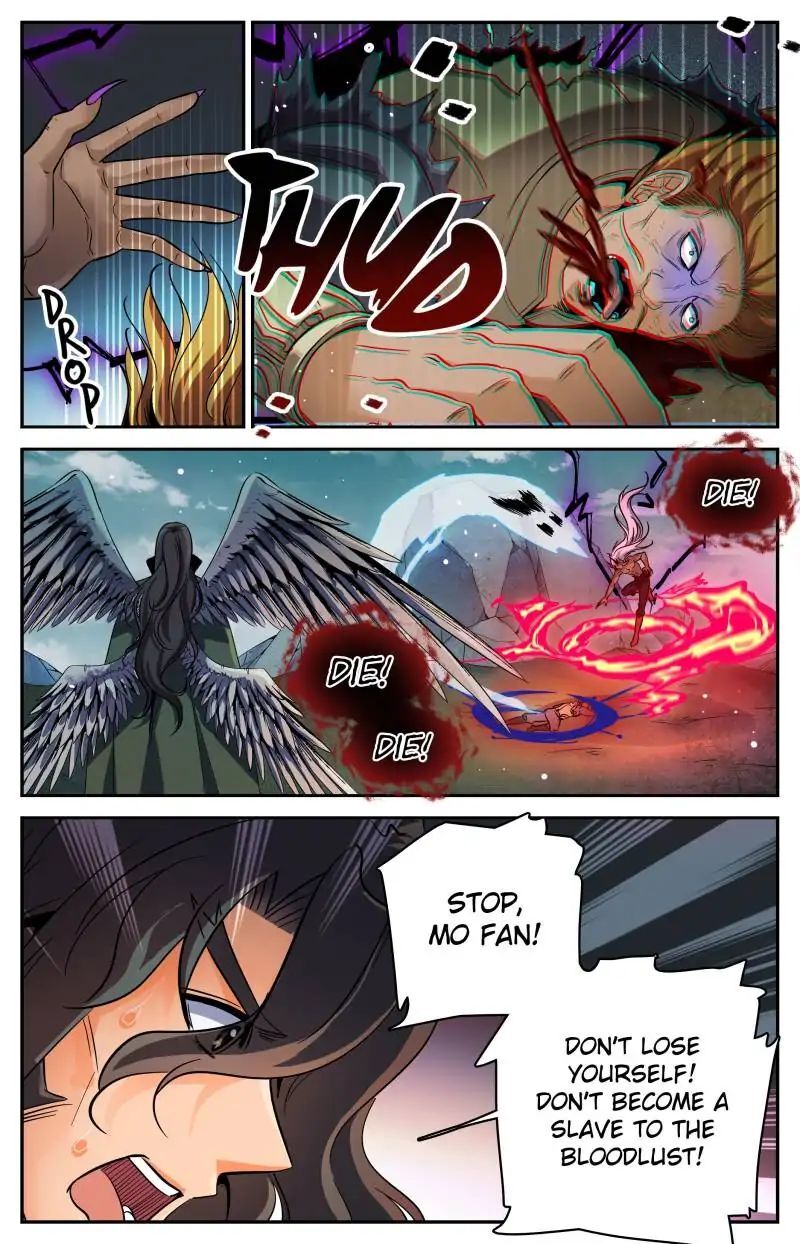 DROP
THUD
DIE!
DIE!
DIE!
STOP,
MO FAN!
DON'T LOSE
YOURSELF!
DON'T BECOME A
SLAVE TO THE
BLOODLUST!